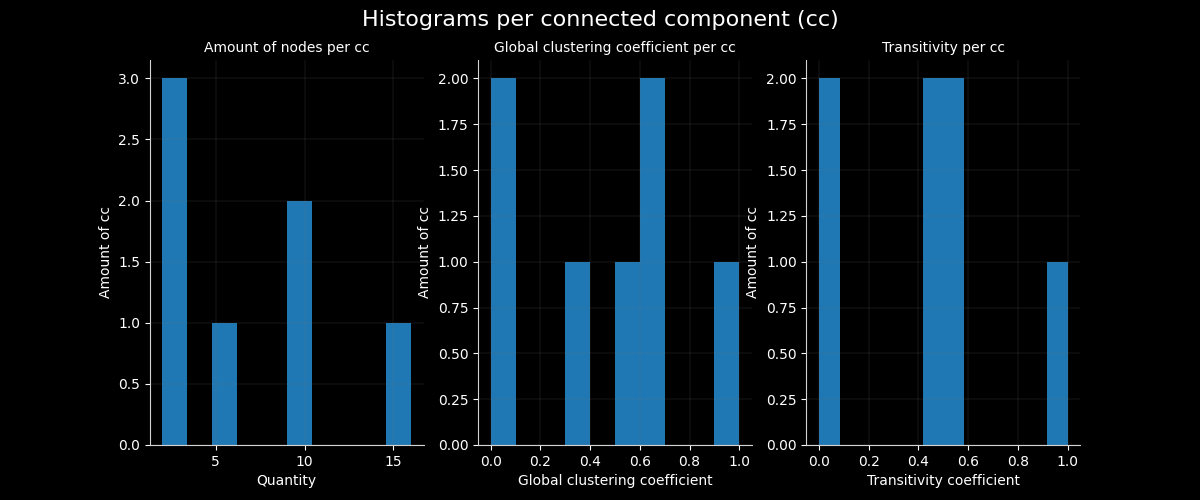 Histograms per connected component (cc)
Amount of nodes per cc
Amount of cc
3.0
2.5
2.0
1.5
1.0
0.5
0.0
5 10 15
Quantity
Global clustering coefficient per cc
Amount of cc
2.00
1.75
1.50
1.25
1.00
0.75
0.50
0.25
0.00
0.0 0.2 0.4 0.6 0.8 1.0
Global clustering coefficient
Transitivity per cc
Amount of cc
2.00
1.75
1.50
1.25
1.00
0.75
0.50
0.25
0.00
0.0 0.2 0.4 0.6 0.8 1.0
Transitivity coefficient